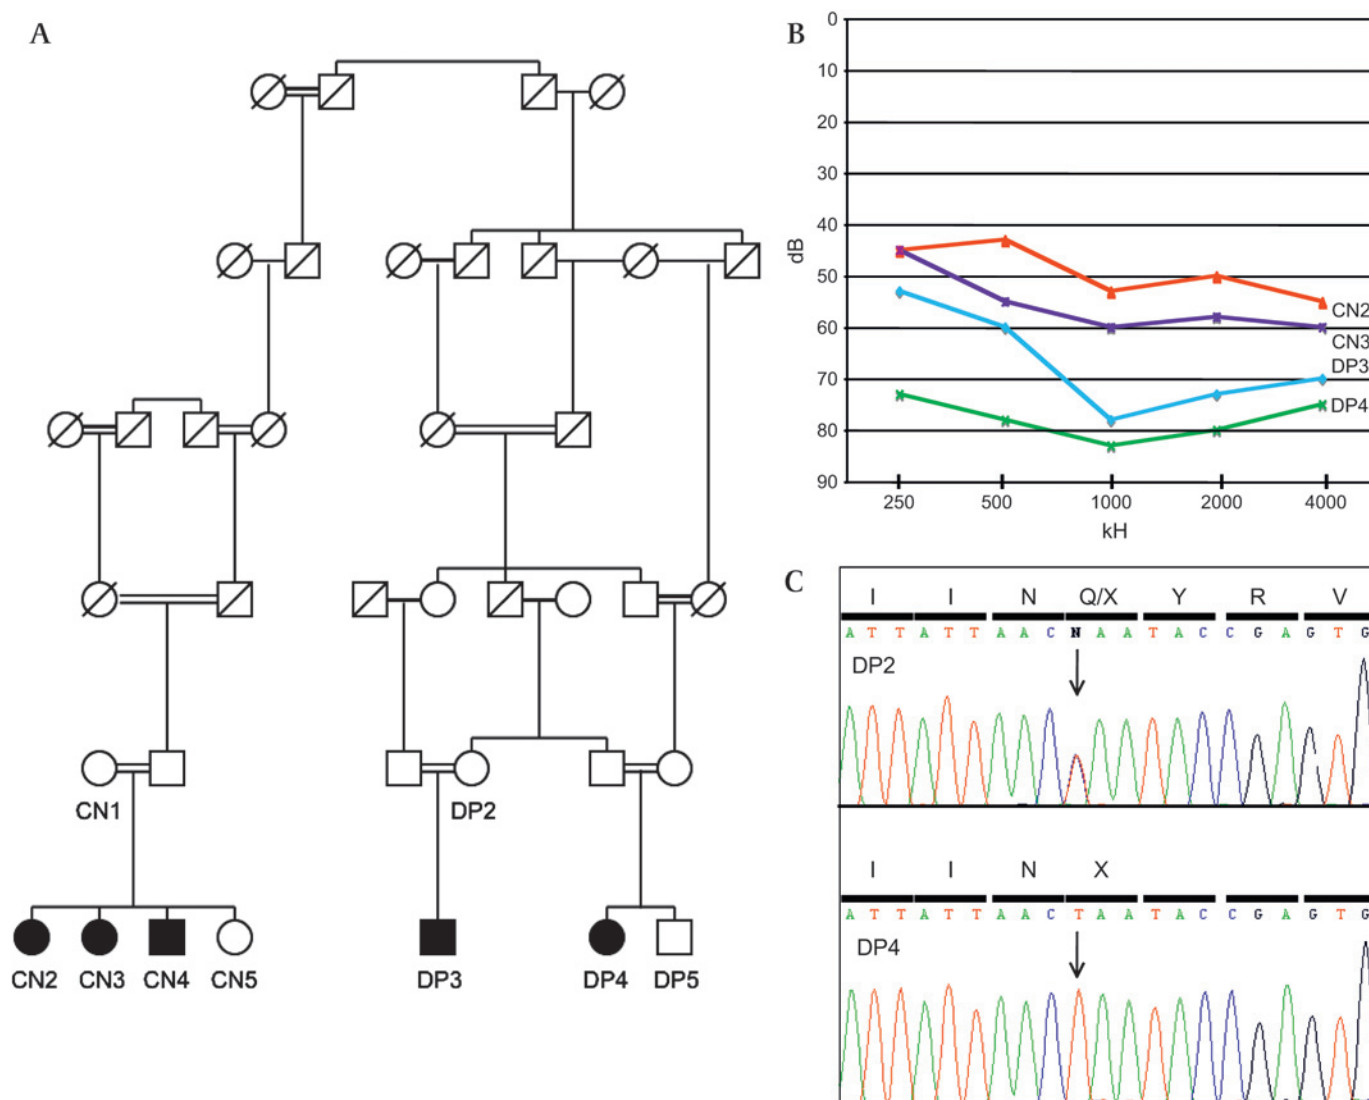 A
CN1
DP2
CN2 CN3 CN4 CN5 DP3 DP4 DP5
B
0
10
20
30
40
50
60
70
80
90
dB
250 500 1000 2000 4000
kH
CN2
CN3
DP3
DP4
C
I I N Q/X Y R V
A T T A T T A A C N A A T A C C G A G T G
DP2
I I N X
A T T A T T A A C T A A T A C C G A G T G
DP4